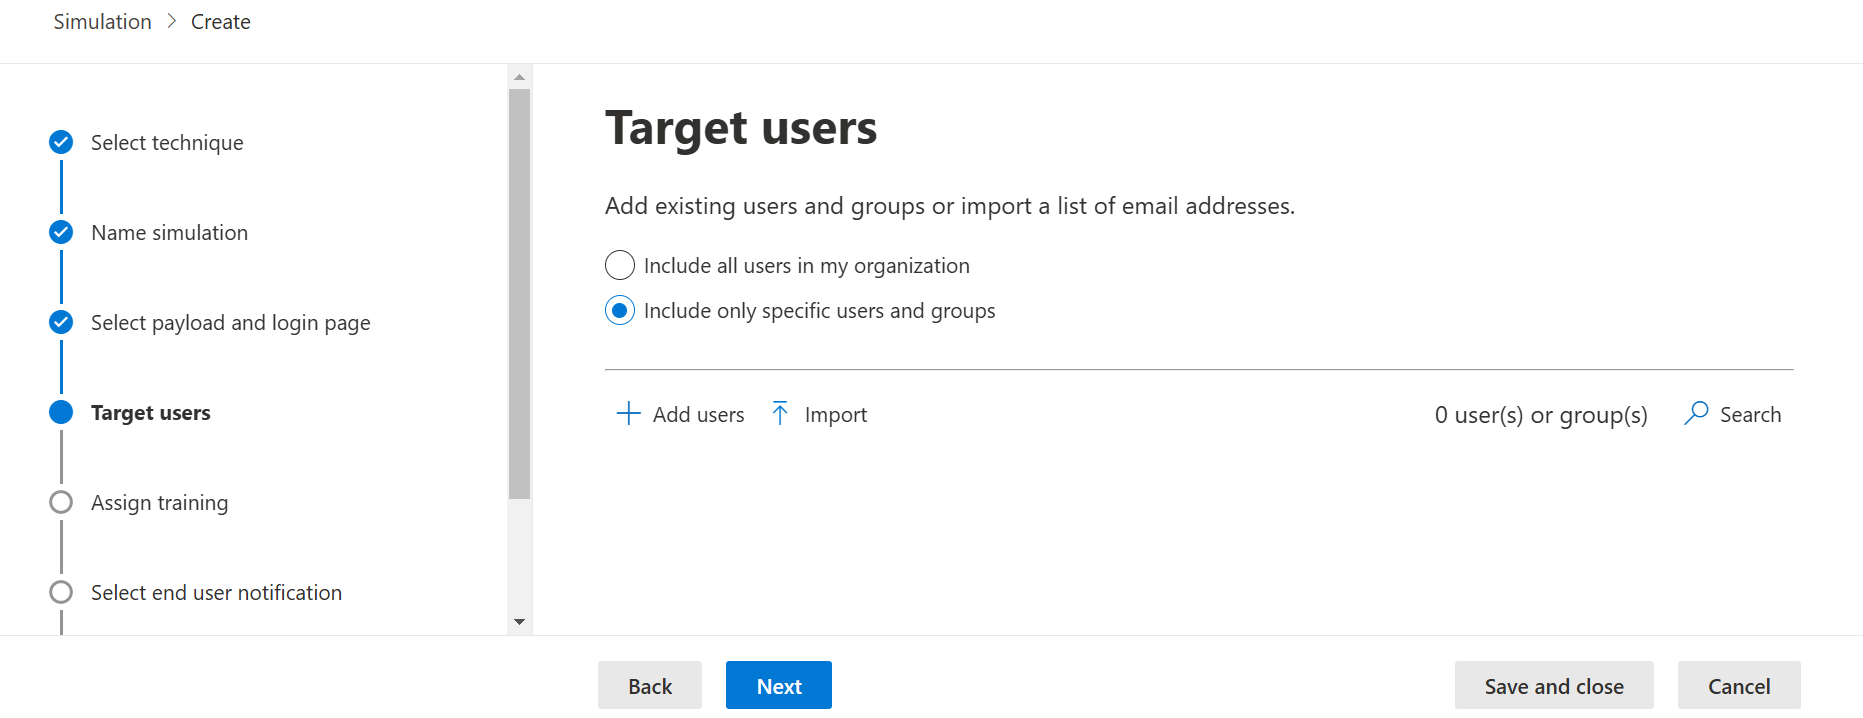 Simulation > Create
Select technique
Name simulation
Select payload and login page
Target users
Assign training
Select end user notification
Target users
Add existing users and groups or import a list of email addresses.
Include all users in my organization
Include only specific users and groups
Add users Import 0 user(s) or group(s) Search
Back Next Save and close Cancel